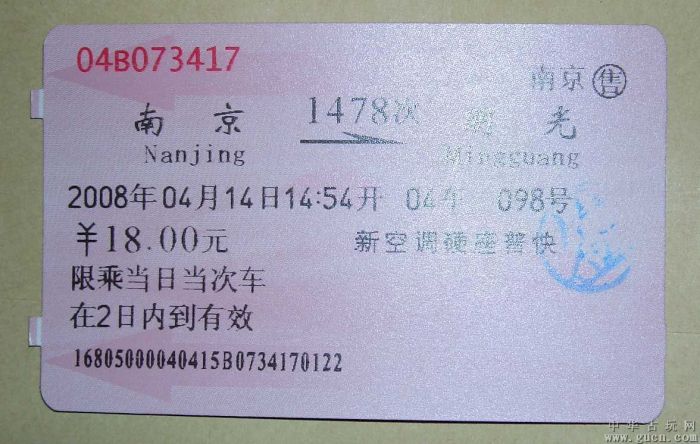 04B073417
南京 售
南京 1478次 明光
Nanjing Mingguang
2008年04月14日14:54开 04车 098号
￥18.00元 新空调硬座普快
限乘当日当次车
在2日内到有效
16805000040415B0734170122
中华古玩网
www.gucn.com